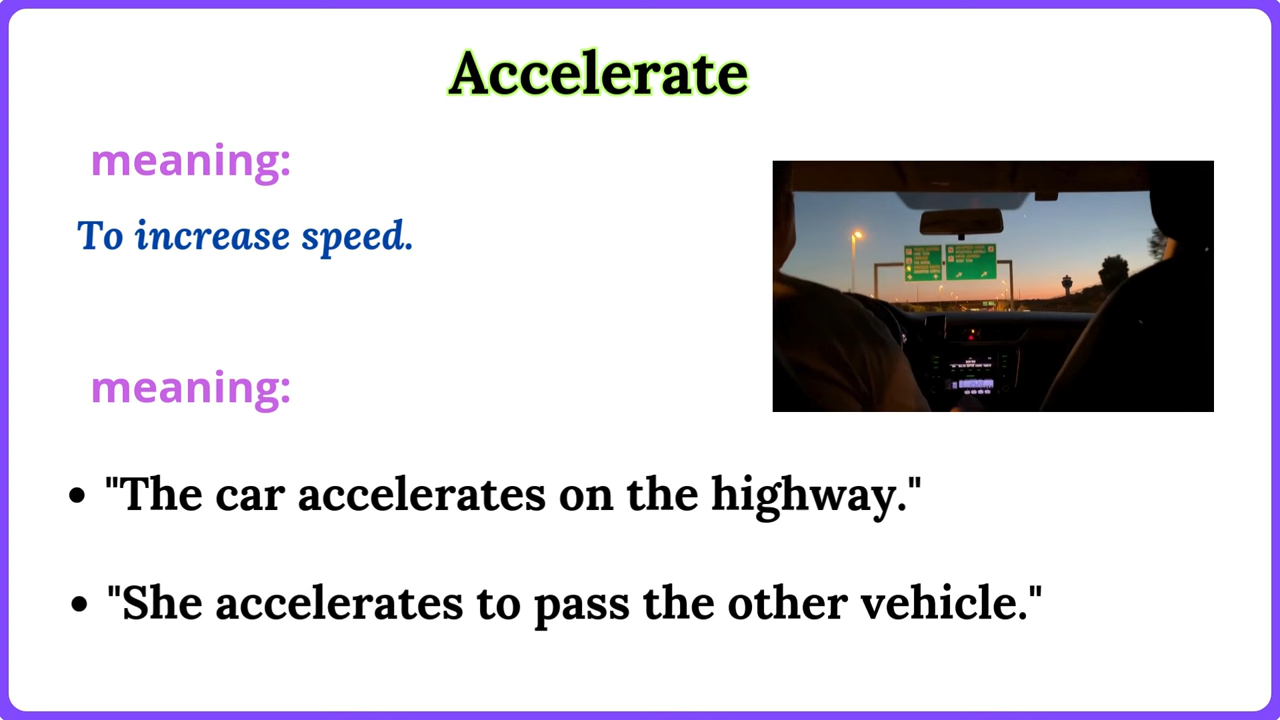 Accelerate
meaning:
To increase speed.
meaning:
• "The car accelerates on the highway."
• "She accelerates to pass the other vehicle."